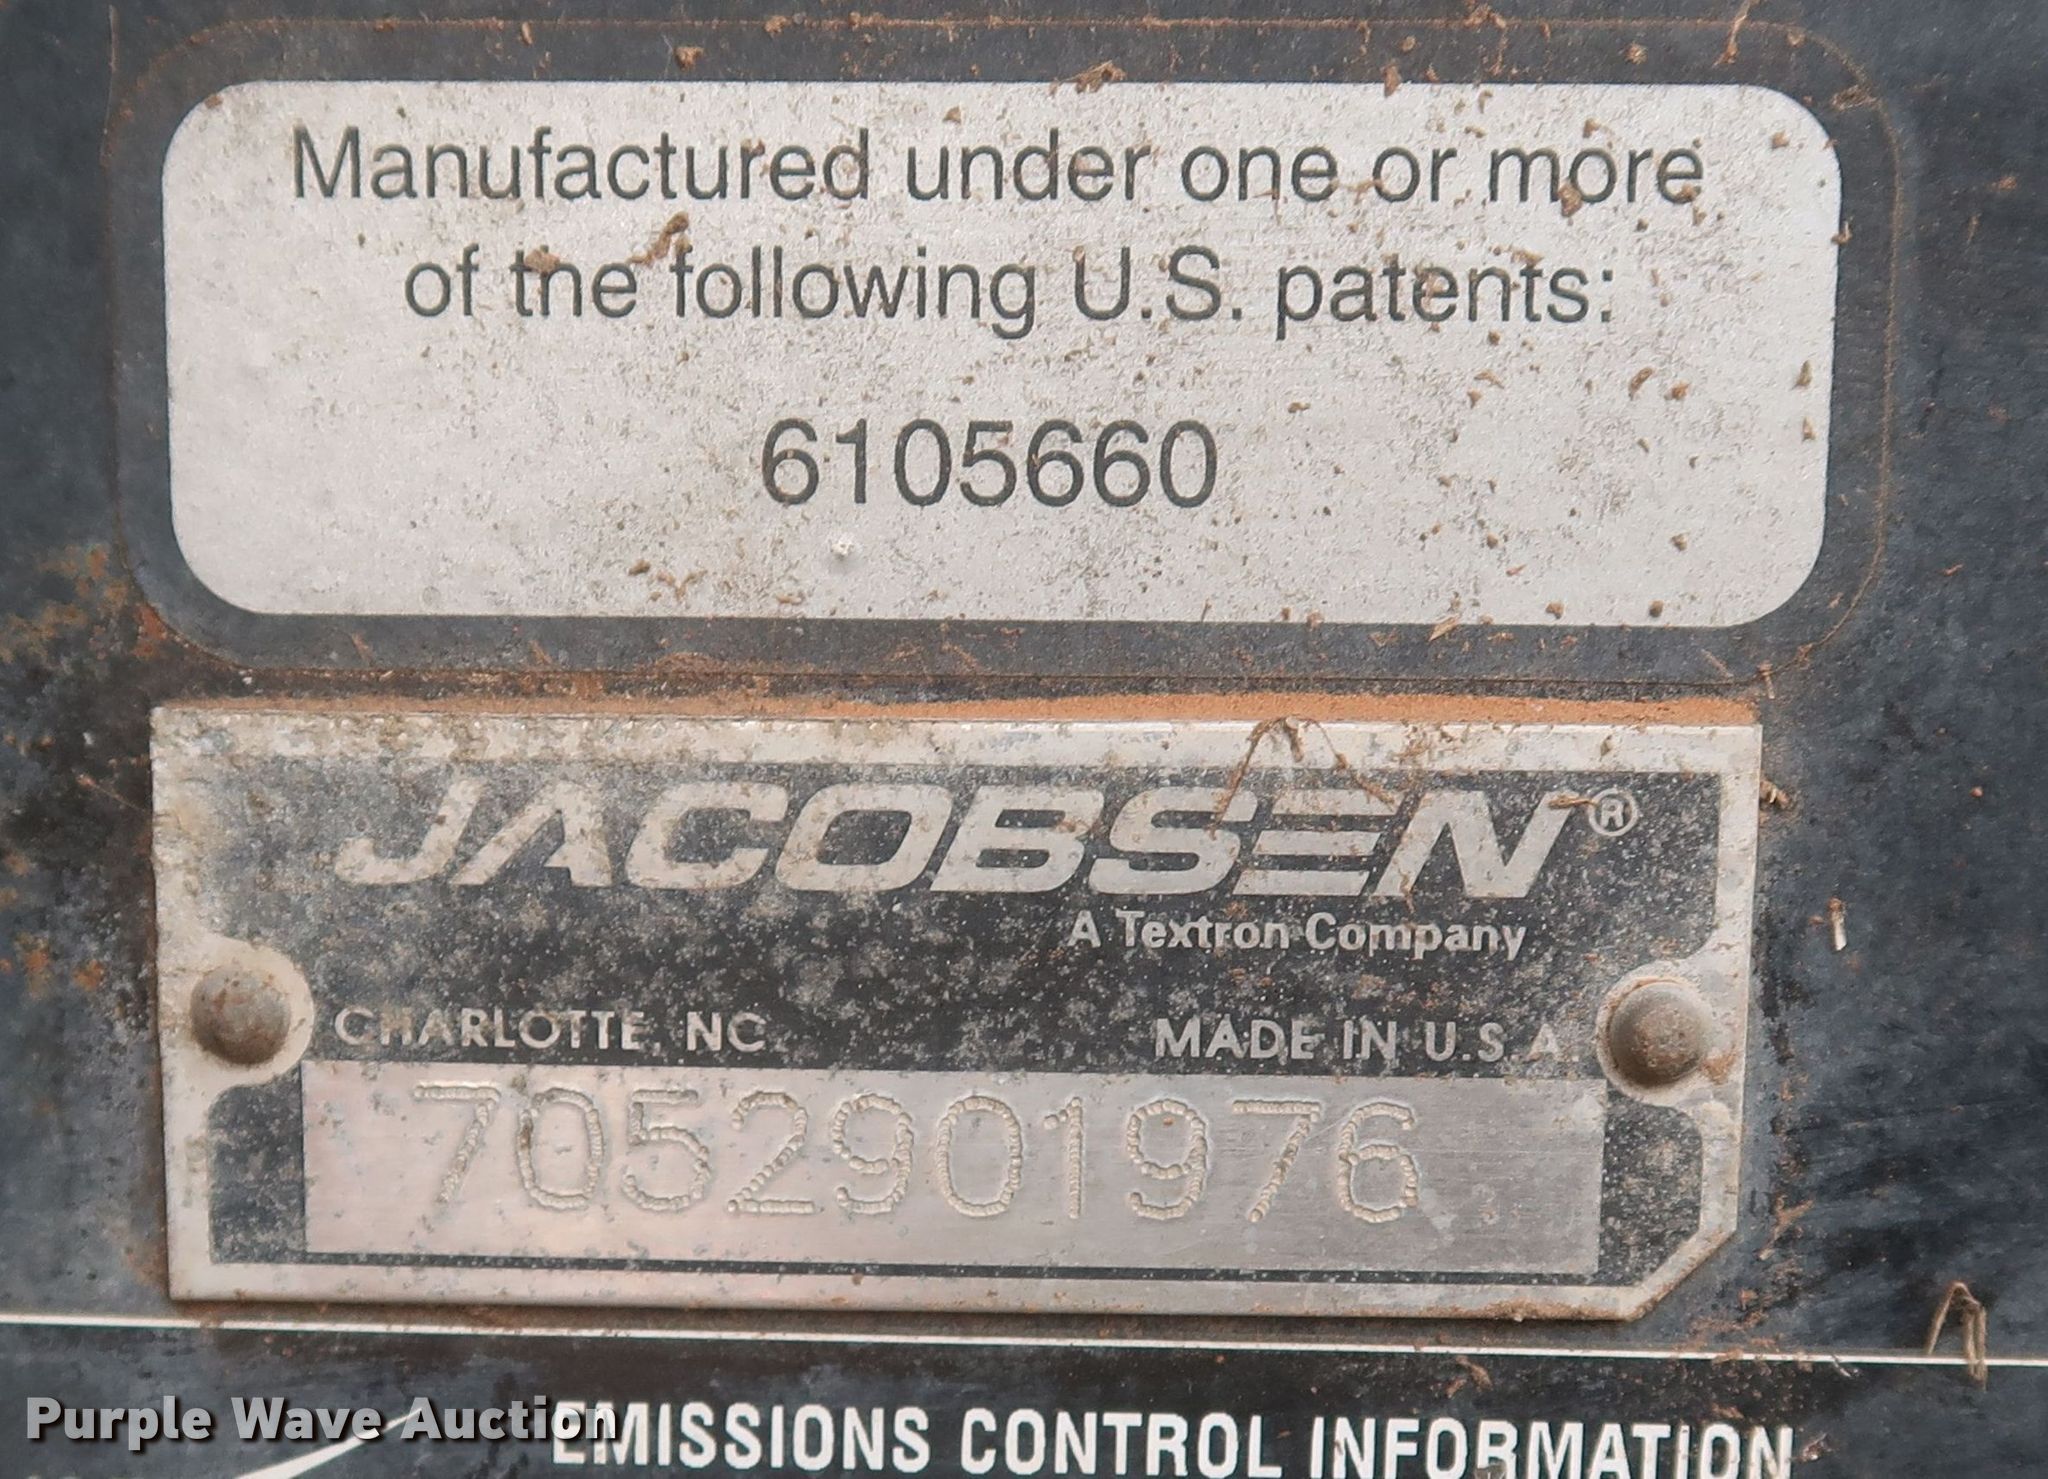 Manufactured under one or more
of the following U.S. patents:
6105660
JACOBSEN®
A Textron Company
CHARLOTTE, NC. MADE IN U.S.A.
7052901976
Purple Wave Auction
EMISSIONS CONTROL INFORMATION